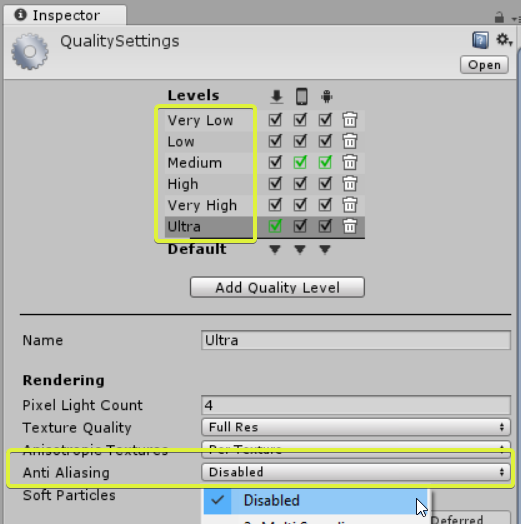 Inspector
QualitySettings
Open
Levels
Very Low
Low
Medium
High
Very High
Ultra
Default
Add Quality Level
Name Ultra
Rendering
Pixel Light Count 4
Texture Quality Full Res
Anisotropic Textures Per Texture
Anti Aliasing Disabled
Soft Particles
Disabled
Deferred